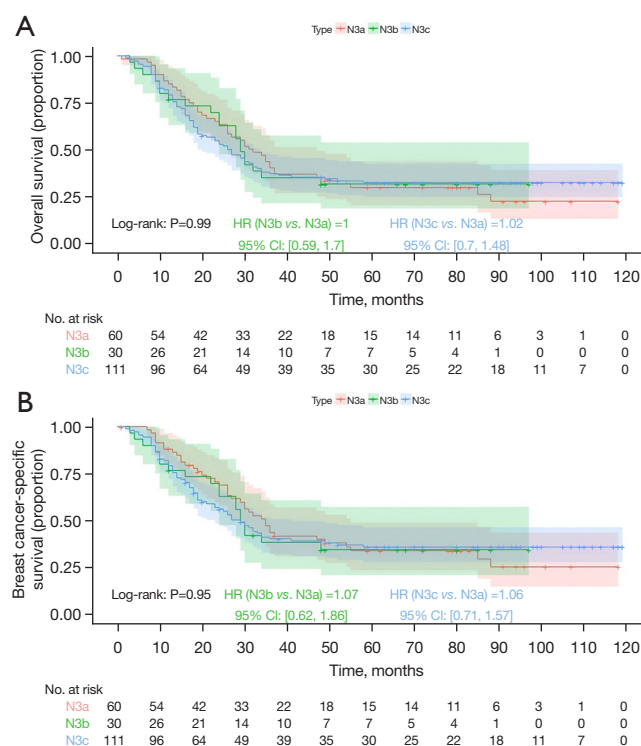 A
Type N3a N3b N3c
Overall survival (proportion)
1.00
0.75
0.50
0.25
0.00
Log-rank: P=0.99
HR (N3b vs. N3a) =1
95% CI: [0.59, 1.7]
HR (N3c vs. N3a) =1.02
95% CI: [0.7, 1.48]
0 10 20 30 40 50 60 70 80 90 100 110 120
Time, months
No. at risk
N3a 60 54 42 33 22 18 15 14 11 6 3 1 0
N3b 30 26 21 14 10 7 7 5 4 1 0 0 0
N3c 111 96 64 49 39 35 30 25 22 18 11 7 0
B
Type N3a N3b N3c
Breast cancer-specific
survival (proportion)
1.00
0.75
0.50
0.25
0.00
Log-rank: P=0.95
HR (N3b vs. N3a) =1.07
95% CI: [0.62, 1.86]
HR (N3c vs. N3a) =1.06
95% CI: [0.71, 1.57]
0 10 20 30 40 50 60 70 80 90 100 110 120
Time, months
No. at risk
N3a 60 54 42 33 22 18 15 14 11 6 3 1 0
N3b 30 26 21 14 10 7 7 5 4 1 0 0 0
N3c 111 96 64 49 39 35 30 25 22 18 11 7 0